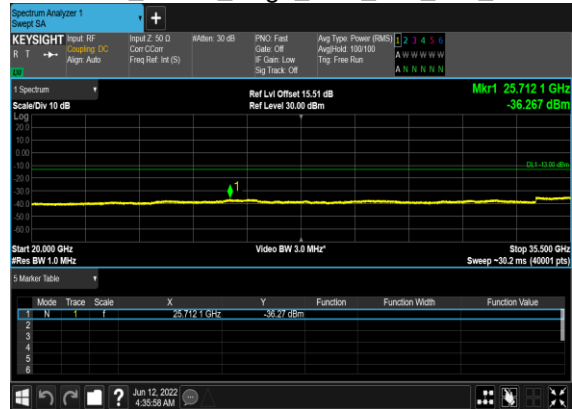 Spectrum Analyzer 1
Swept SA
+
KEYSIGHT
R T
Input: RF
Coupling: DC
Align: Auto
Input Z: 50 Ω
Corr CCorr
Freq Ref: Int (S)
#Atten: 30 dB
PNO: Fast
Gate: Off
IF Gain: Low
Sig Track: Off
Avg Type: Power (RMS)
Avg|Hold: 100/100
Trig: Free Run
1 2 3 4 5 6
A W W W W W
A N N N N N
1 Spectrum
Scale/Div 10 dB
Ref Lvl Offset 15.51 dB
Ref Level 30.00 dBm
Mkr1 25.712 1 GHz
-36.267 dBm
Log
20.0
10.0
0.00
-10.0
-20.0
-30.0
-40.0
-50.0
-60.0
DL1 -13.00 dBm
1
Start 20.000 GHz
#Res BW 1.0 MHz
Video BW 3.0 MHz*
Stop 35.500 GHz
Sweep ~30.2 ms (40001 pts)
5 Marker Table
Mode Trace Scale X Y Function Function Width Function Value
1 N 1 f 25.712 1 GHz -36.27 dBm
2
3
4
5
6
?
Jun 12, 2022
4:35:58 AM